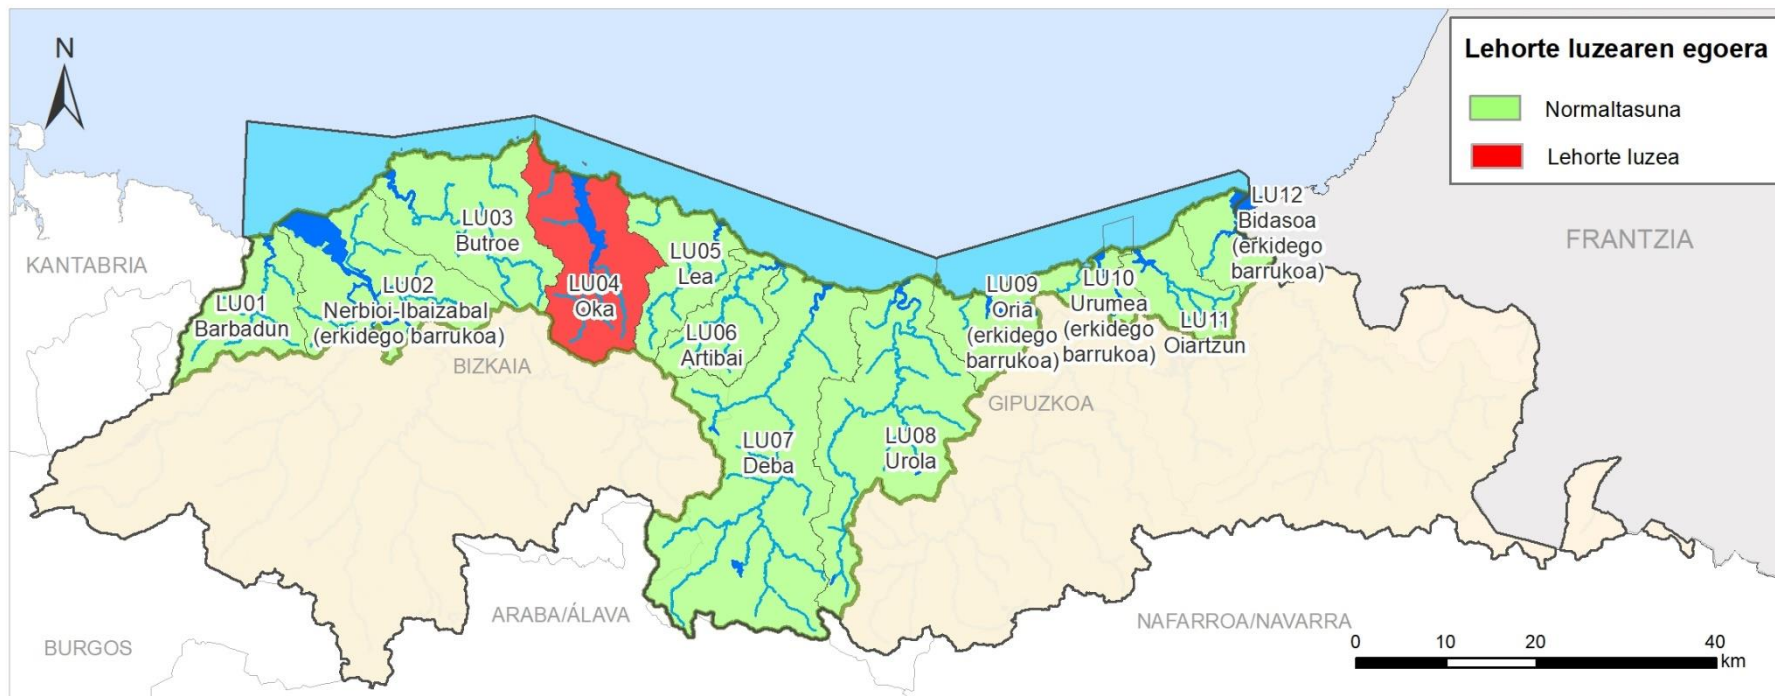 N
Lehorte luzearen egoera
Normaltasuna
Lehorte luzea
FRANTZIA
KANTABRIA
LU01
Barbadun
LU02
Nerbioi-Ibaizabal
(erkidego barrukoa)
LU03
Butroe
LU04
Oka
LU05
Lea
LU06
Artibai
LU07
Deba
LU08
Urola
LU09
Oria
(erkidego
barrukoa)
LU10
Urumea
(erkidego
barrukoa)
LU11
Oiartzun
LU12
Bidasoa
(erkidego
barrukoa)
BIZKAIA
GIPUZKOA
ARABA/ÁLAVA
BURGOS
NAFARROA/NAVARRA
0 10 20 40
km